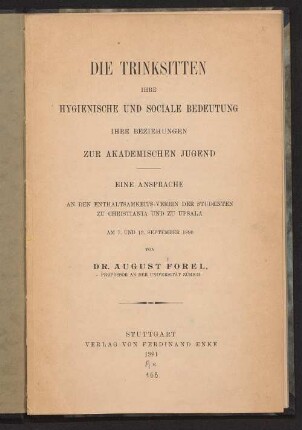 DIE TRINKSITTEN
IHRE
HYGIENISCHE UND SOCIALE BEDEUTUNG
IHRE BEZIEHUNGEN
ZUR AKADEMISCHEN JUGEND
EINE ANSPRACHE
AN DEN ENTHALTSAMKEITS-VEREIN DER STUDENTEN
ZU CHRISTIANIA UND ZU UPSALA
AM 7. UND 12. SEPTEMBER 1890
VON
DR. AUGUST FOREL,
PROFESSOR AN DER UNIVERSITÄT ZÜRICH.
STUTTGART
VERLAG VON FERDINAND ENKE
1891